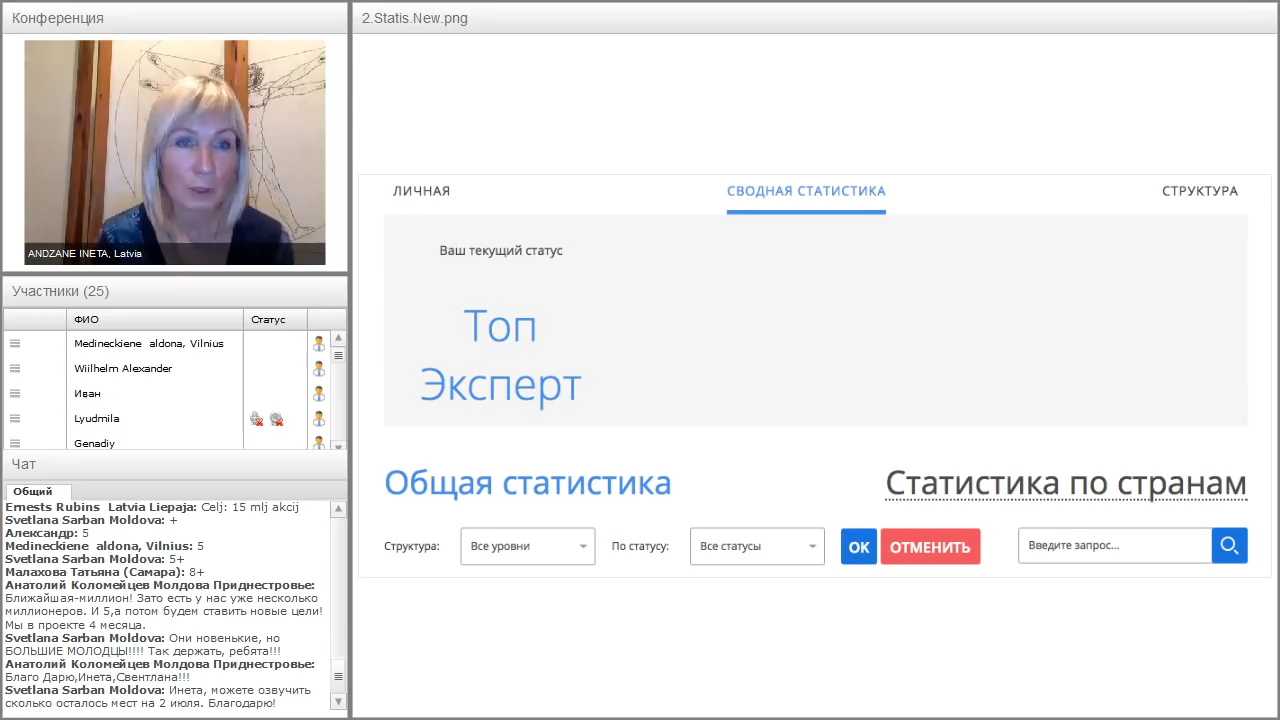 Конференция
ANDZANE INETA, Latvia
Участники (25)
ФИО
Статус
Medineckiene aldona, Vilnius
Wiilhelm Alexander
Иван
Lyudmila
Genadiy
Чат
Общий
Ernests Rubins Latvia Liepaja: Celj: 15 mlj akcij
Svetlana Sarban Moldova: +
Александр: 5
Medineckiene aldona, Vilnius: 5
Svetlana Sarban Moldova: 5+
Малахова Татьяна (Самара): 8+
Анатолий Коломейцев Молдова Приднестровье:
Ближайшая-миллион! Зато есть у нас уже несколько
миллионеров. И 5,а потом будем ставить новые цели!
Мы в проекте 4 месяца.
Svetlana Sarban Moldova: Они новенькие, но
БОЛЬШИЕ МОЛОДЦЫ!!!! Так держать, ребята!!!
Анатолий Коломейцев Молдова Приднестровье:
Благо Дарю,Инета,Свентлана!!!
Svetlana Sarban Moldova: Инета, можете озвучить
сколько осталось мест на 2 июля. Благодарю!
2.Statis.New.png
ЛИЧНАЯ
СВОДНАЯ СТАТИСТИКА
СТРУКТУРА
Ваш текущий статус
Топ
Эксперт
Общая статистика
Статистика по странам
Структура:
Все уровни
По статусу:
Все статусы
ОК
ОТМЕНИТЬ
Введите запрос...